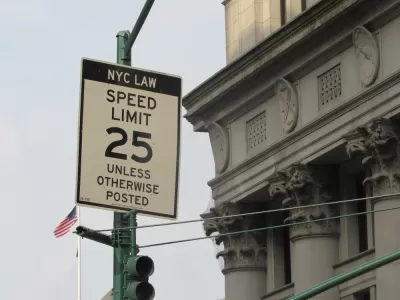 NYC LAW
SPEED
LIMIT
25
UNLESS
OTHERWISE
POSTED